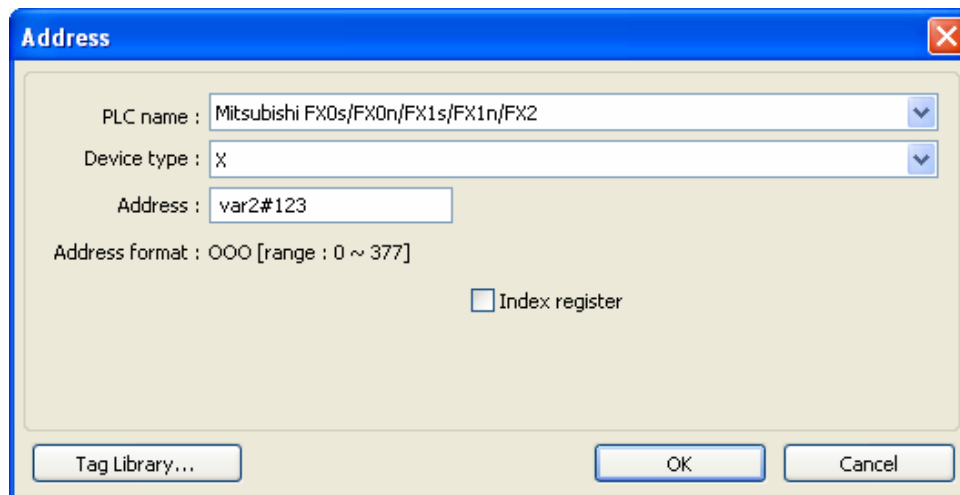 Address
PLC name : Mitsubishi FX0s/FX0n/FX1s/FX1n/FX2
Device type : X
Address : var2#123
Address format : OOO [range : 0 ~ 377]
Index register
Tag Library... OK Cancel